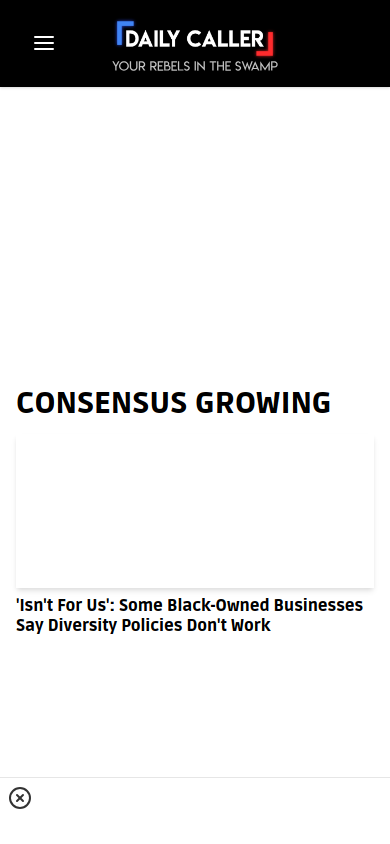 DAILY CALLER
YOUR REBELS IN THE SWAMP
CONSENSUS GROWING
'Isn't For Us': Some Black-Owned Businesses
Say Diversity Policies Don't Work